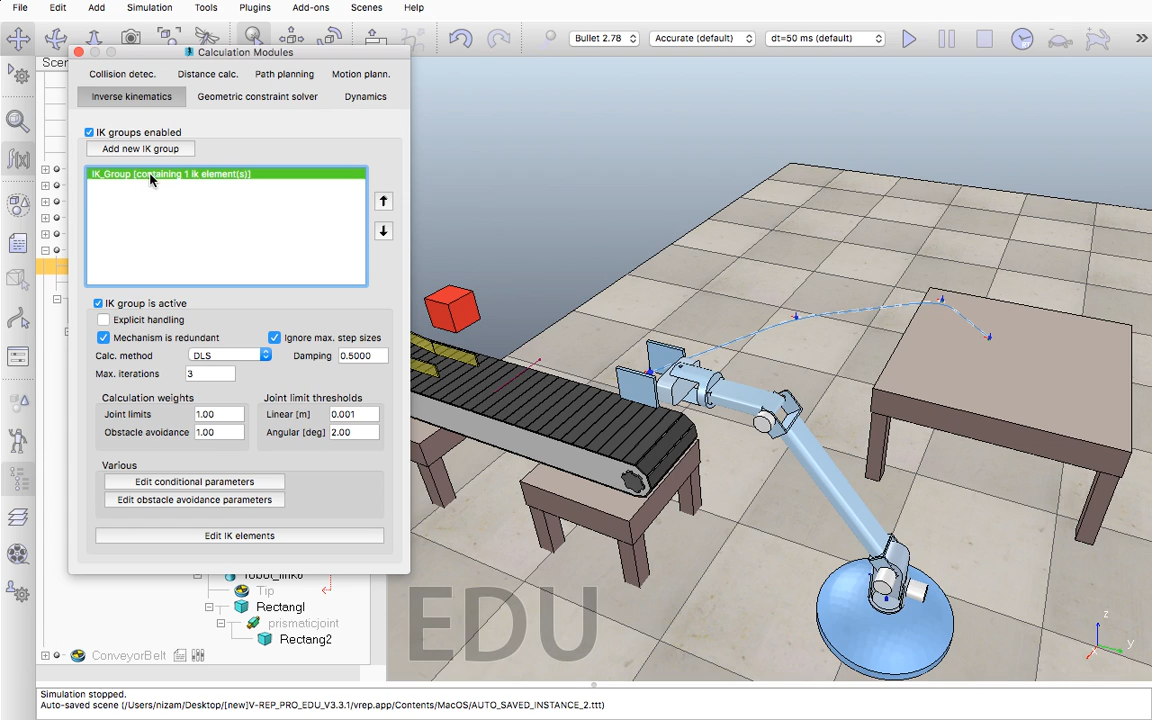 File Edit Add Simulation Tools Plugins Add-ons Scenes Help
Bullet 2.78 Accurate (default) dt=50 ms (default) »
Calculation Modules
Scen
Collision detec. Distance calc. Path planning Motion plann.
Inverse kinematics Geometric constraint solver Dynamics
IK groups enabled
Add new IK group
IK_Group [containing 1 ik element(s)]
IK group is active
Explicit handling
Mechanism is redundant Ignore max. step sizes
Calc. method DLS Damping 0.5000
Max. iterations 3
Calculation weights Joint limit thresholds
Joint limits 1.00 Linear [m] 0.001
Obstacle avoidance 1.00 Angular [deg] 2.00
Various
Edit conditional parameters
Edit obstacle avoidance parameters
Edit IK elements
robot_link6
Tip
Rectangl
prismaticjoint
Rectang2
ConveyorBelt
EDU
z
y
x
Simulation stopped.
Auto-saved scene (/Users/nizam/Desktop/[new]V-REP_PRO_EDU_V3.3.1/vrep.app/Contents/MacOS/AUTO_SAVED_INSTANCE_2.ttt)